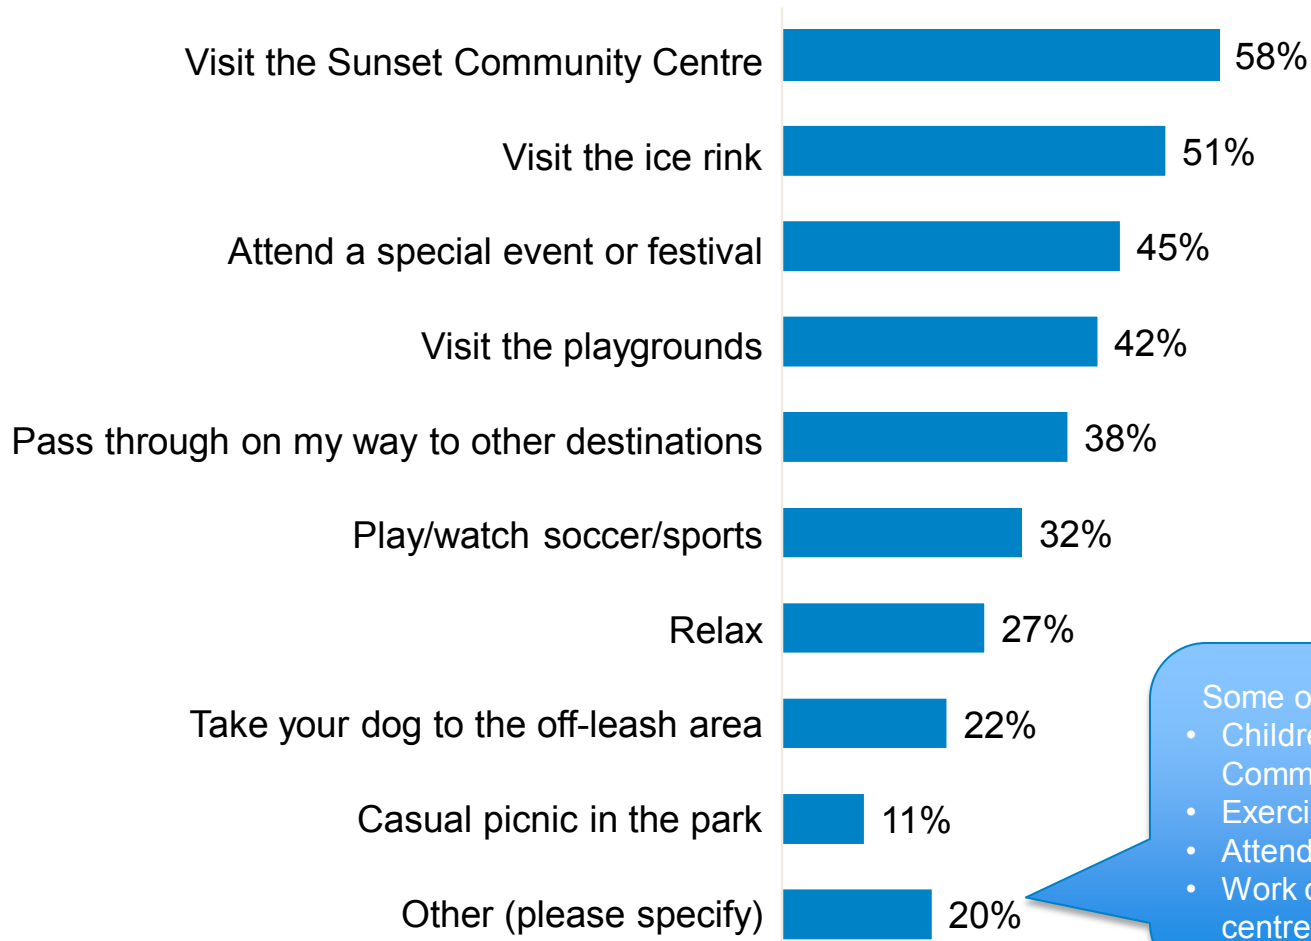 Visit the Sunset Community Centre 58%
Visit the ice rink 51%
Attend a special event or festival 45%
Visit the playgrounds 42%
Pass through on my way to other destinations 38%
Play/watch soccer/sports 32%
Relax 27%
Take your dog to the off-leash area 22%
Casual picnic in the park 11%
Other (please specify) 20%
Some
•
•
• Attend
• Work
centre